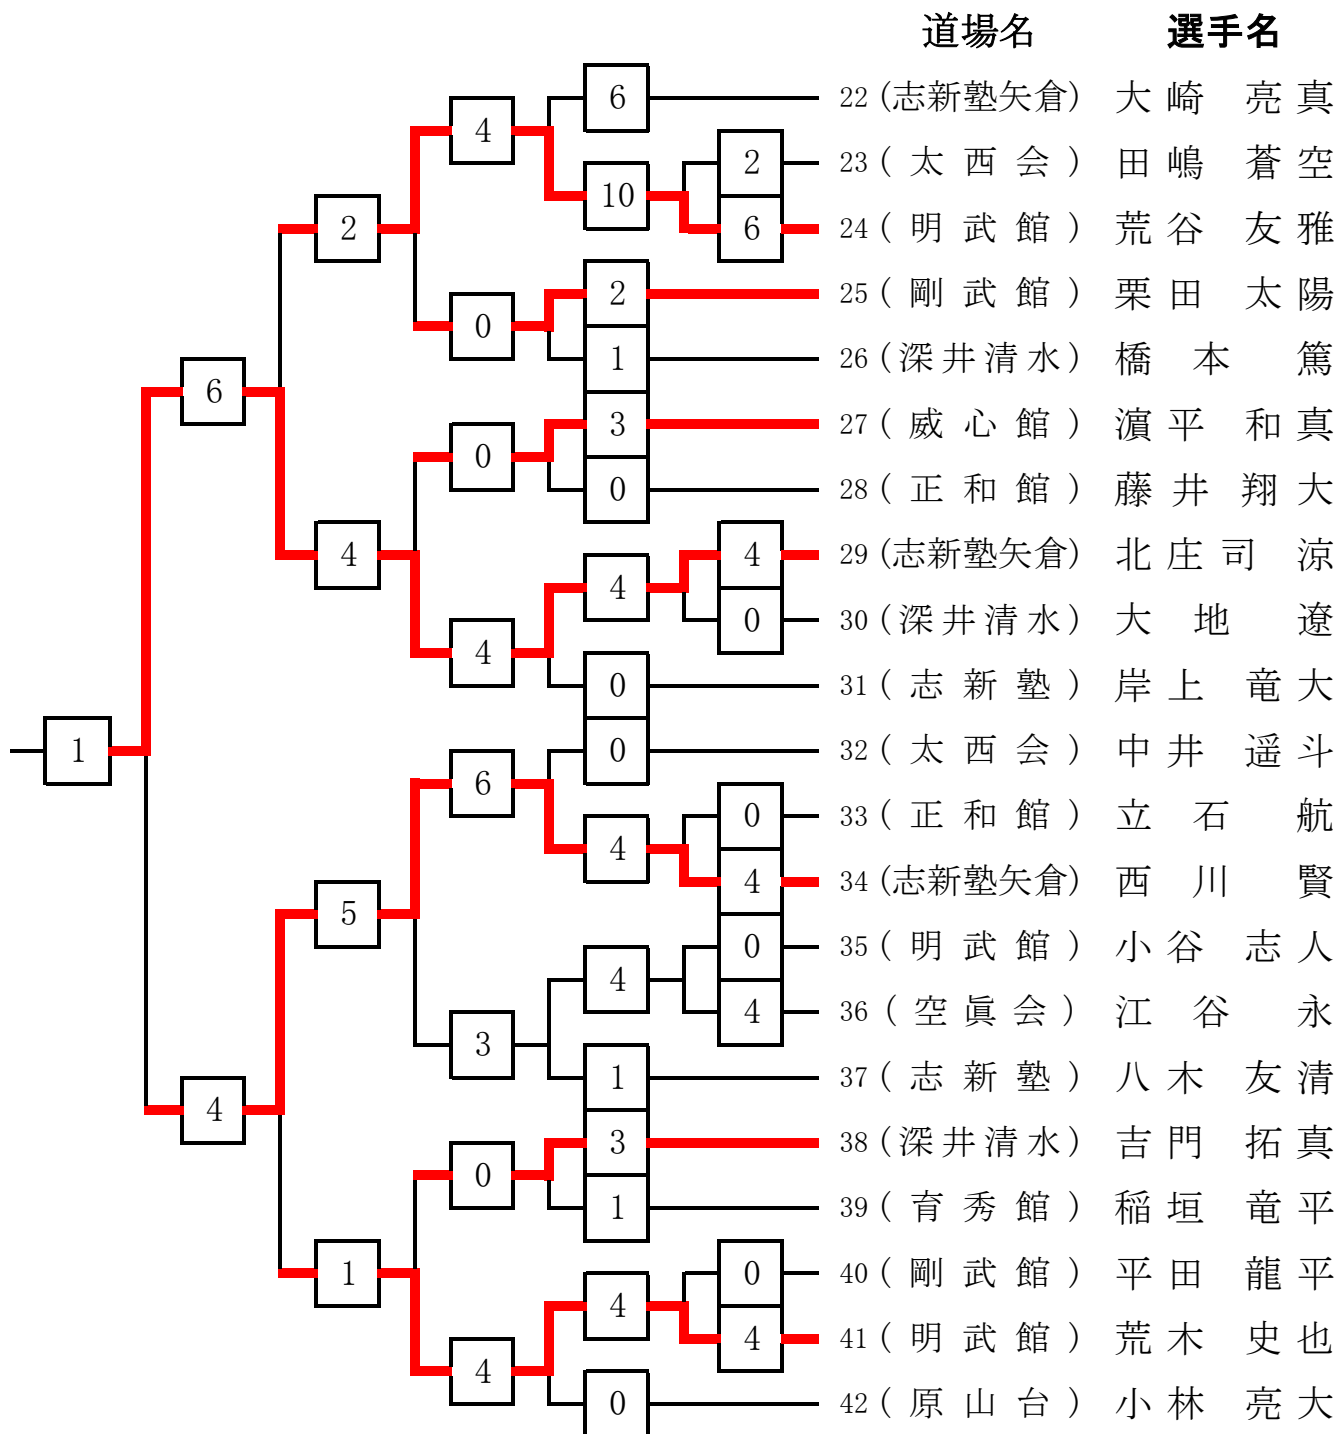 道場名 選手名
6 22 (志新塾矢倉) 大崎 亮真
4
2 23 (太西会) 田嶋 蒼空
10
2 6 24 (明武館) 荒谷 友雅
2 25 (剛武館)栗田 太陽
0
1 26 (深井清水) 橋本 篤
6
3 27 (威心館) 濵平 和真
0
0 28 (正和館) 藤井 翔大
4 4 29 (志新塾矢倉) 北庄司 涼
4
0 30 (深井清水) 大地 遼
4
0 31 (志新塾) 岸上 竜大
1 0 32 (太西会) 中井 遥斗
6
0 33 (正和館) 立石 航
4
4 34 (志新塾矢倉) 西川 賢
5
0 35 (明武館) 小谷 志人
4
4 36 (空眞会) 江谷 永
3
1 37 (志新塾) 八木 友清
4
3 38 (深井清水) 吉門 拓真
0
1 39 (育秀館) 稲垣 竜平
1 0 40 (剛武館) 平田 龍平
4
4 41 (明武館) 荒木 史也
4
0 42 (原山台) 小林 亮大